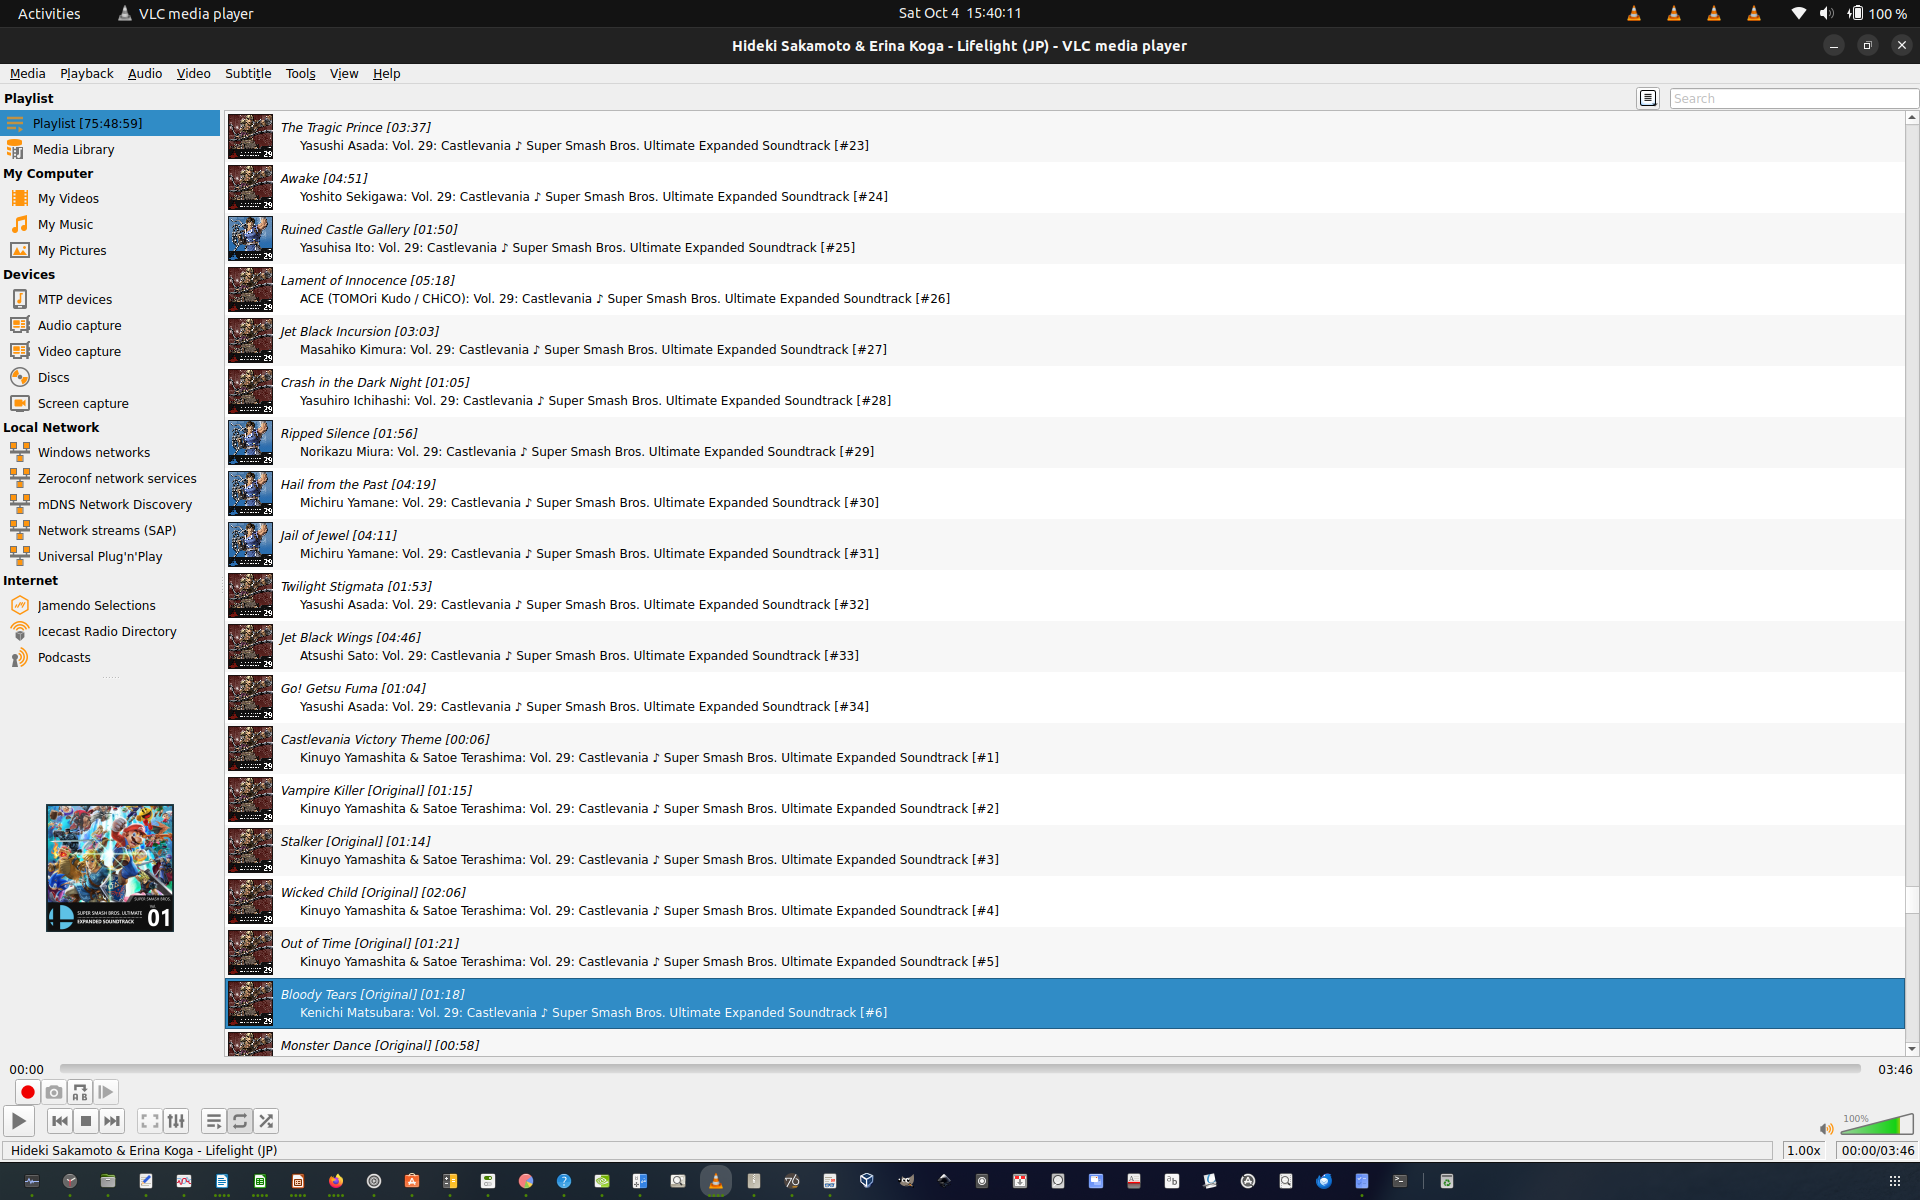 Activities
VLC media player
Sat Oct 4 15:40:11
100 %
Hideki Sakamoto & Erina Koga - Lifelight (JP) - VLC media player
Media Playback Audio Video Subtitle Tools View Help
Playlist
Search
Playlist [75:48:59]
Media Library
My Computer
My Videos
My Music
My Pictures
Devices
MTP devices
Audio capture
Video capture
Discs
Screen capture
Local Network
Windows networks
Zeroconf network services
mDNS Network Discovery
Network streams (SAP)
Universal Plug'n'Play
Internet
Jamendo Selections
Icecast Radio Directory
Podcasts
SUPER SMASH BROS. ULTIMATE
EXPANDED SOUNDTRACK
01
The Tragic Prince [03:37]
Yasushi Asada: Vol. 29: Castlevania ♪ Super Smash Bros. Ultimate Expanded Soundtrack [#23]
Awake [04:51]
Yoshito Sekigawa: Vol. 29: Castlevania ♪ Super Smash Bros. Ultimate Expanded Soundtrack [#24]
Ruined Castle Gallery [01:50]
Yasuhisa Ito: Vol. 29: Castlevania ♪ Super Smash Bros. Ultimate Expanded Soundtrack [#25]
Lament of Innocence [05:18]
ACE (TOMOri Kudo / CHiCO): Vol. 29: Castlevania ♪ Super Smash Bros. Ultimate Expanded Soundtrack [#26]
Jet Black Incursion [03:03]
Masahiko Kimura: Vol. 29: Castlevania ♪ Super Smash Bros. Ultimate Expanded Soundtrack [#27]
Crash in the Dark Night [01:05]
Yasuhiro Ichihashi: Vol. 29: Castlevania ♪ Super Smash Bros. Ultimate Expanded Soundtrack [#28]
Ripped Silence [01:56]
Norikazu Miura: Vol. 29: Castlevania ♪ Super Smash Bros. Ultimate Expanded Soundtrack [#29]
Hail from the Past [04:19]
Michiru Yamane: Vol. 29: Castlevania ♪ Super Smash Bros. Ultimate Expanded Soundtrack [#30]
Jail of Jewel [04:11]
Michiru Yamane: Vol. 29: Castlevania ♪ Super Smash Bros. Ultimate Expanded Soundtrack [#31]
Twilight Stigmata [01:53]
Yasushi Asada: Vol. 29: Castlevania ♪ Super Smash Bros. Ultimate Expanded Soundtrack [#32]
Jet Black Wings [04:46]
Atsushi Sato: Vol. 29: Castlevania ♪ Super Smash Bros. Ultimate Expanded Soundtrack [#33]
Go! Getsu Fuma [01:04]
Yasushi Asada: Vol. 29: Castlevania ♪ Super Smash Bros. Ultimate Expanded Soundtrack [#34]
Castlevania Victory Theme [00:06]
Kinuyo Yamashita & Satoe Terashima: Vol. 29: Castlevania ♪ Super Smash Bros. Ultimate Expanded Soundtrack [#1]
Vampire Killer [Original] [01:15]
Kinuyo Yamashita & Satoe Terashima: Vol. 29: Castlevania ♪ Super Smash Bros. Ultimate Expanded Soundtrack [#2]
Stalker [Original] [01:14]
Kinuyo Yamashita & Satoe Terashima: Vol. 29: Castlevania ♪ Super Smash Bros. Ultimate Expanded Soundtrack [#3]
Wicked Child [Original] [02:06]
Kinuyo Yamashita & Satoe Terashima: Vol. 29: Castlevania ♪ Super Smash Bros. Ultimate Expanded Soundtrack [#4]
Out of Time [Original] [01:21]
Kinuyo Yamashita & Satoe Terashima: Vol. 29: Castlevania ♪ Super Smash Bros. Ultimate Expanded Soundtrack [#5]
Bloody Tears [Original] [01:18]
Kenichi Matsubara: Vol. 29: Castlevania ♪ Super Smash Bros. Ultimate Expanded Soundtrack [#6]
Monster Dance [Original] [00:58]
00:00
03:46
100%
Hideki Sakamoto & Erina Koga - Lifelight (JP)
1.00x
00:00/03:46